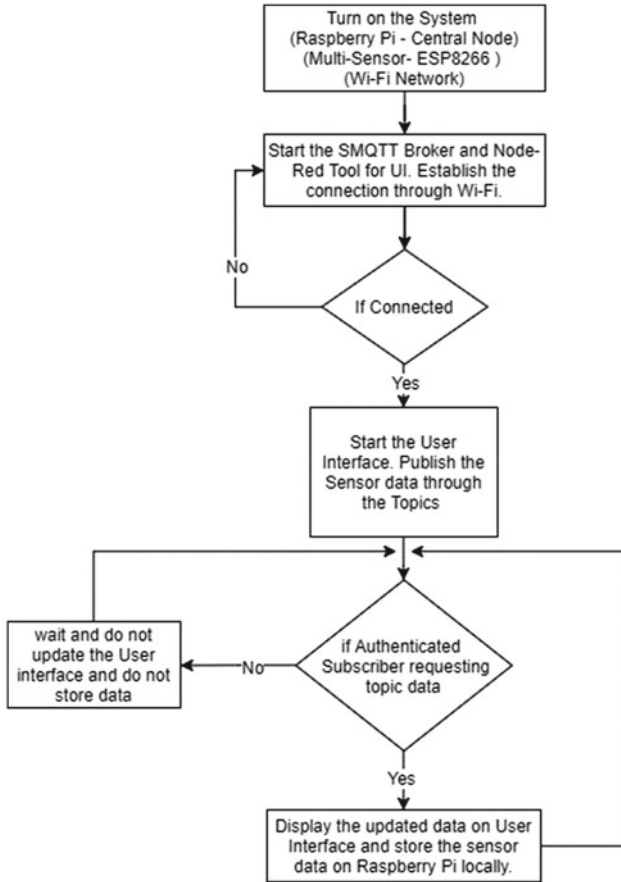 Turn on the System
(Raspberry Pi - Central Node)
(Multi-Sensor- ESP8266 )
(Wi-Fi Network)
Start the SMQTT Broker and Node-
Red Tool for UI. Establish the
connection through Wi-Fi.
No
If Connected
Yes
Start the User
Interface. Publish the
Sensor data through
the Topics
wait and do not
update the User
interface and do not
store data
No
if Authenticated
Subscriber requesting
topic data
Yes
Display the updated data on User
Interface and store the sensor
data on Raspberry Pi locally.